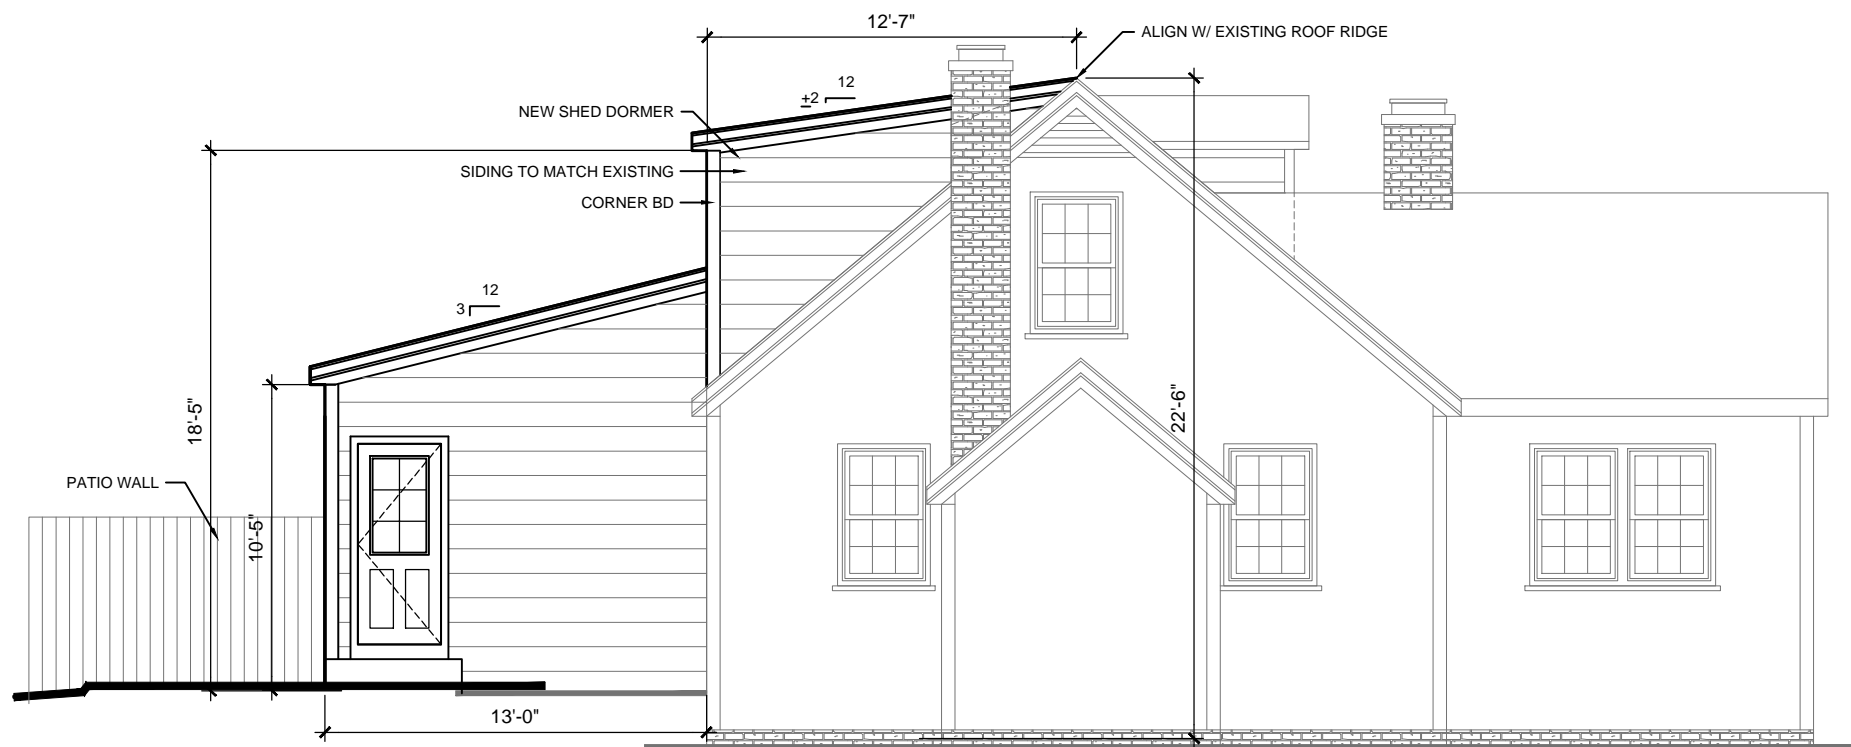 12'-7"
ALIGN W/ EXISTING ROOF RIDGE
12
+2
NEW SHED DORMER
SIDING TO MATCH EXISTING
CORNER BD
12
3
18'-5"
22'-6"
PATIO WALL
10'-5"
13'-0"